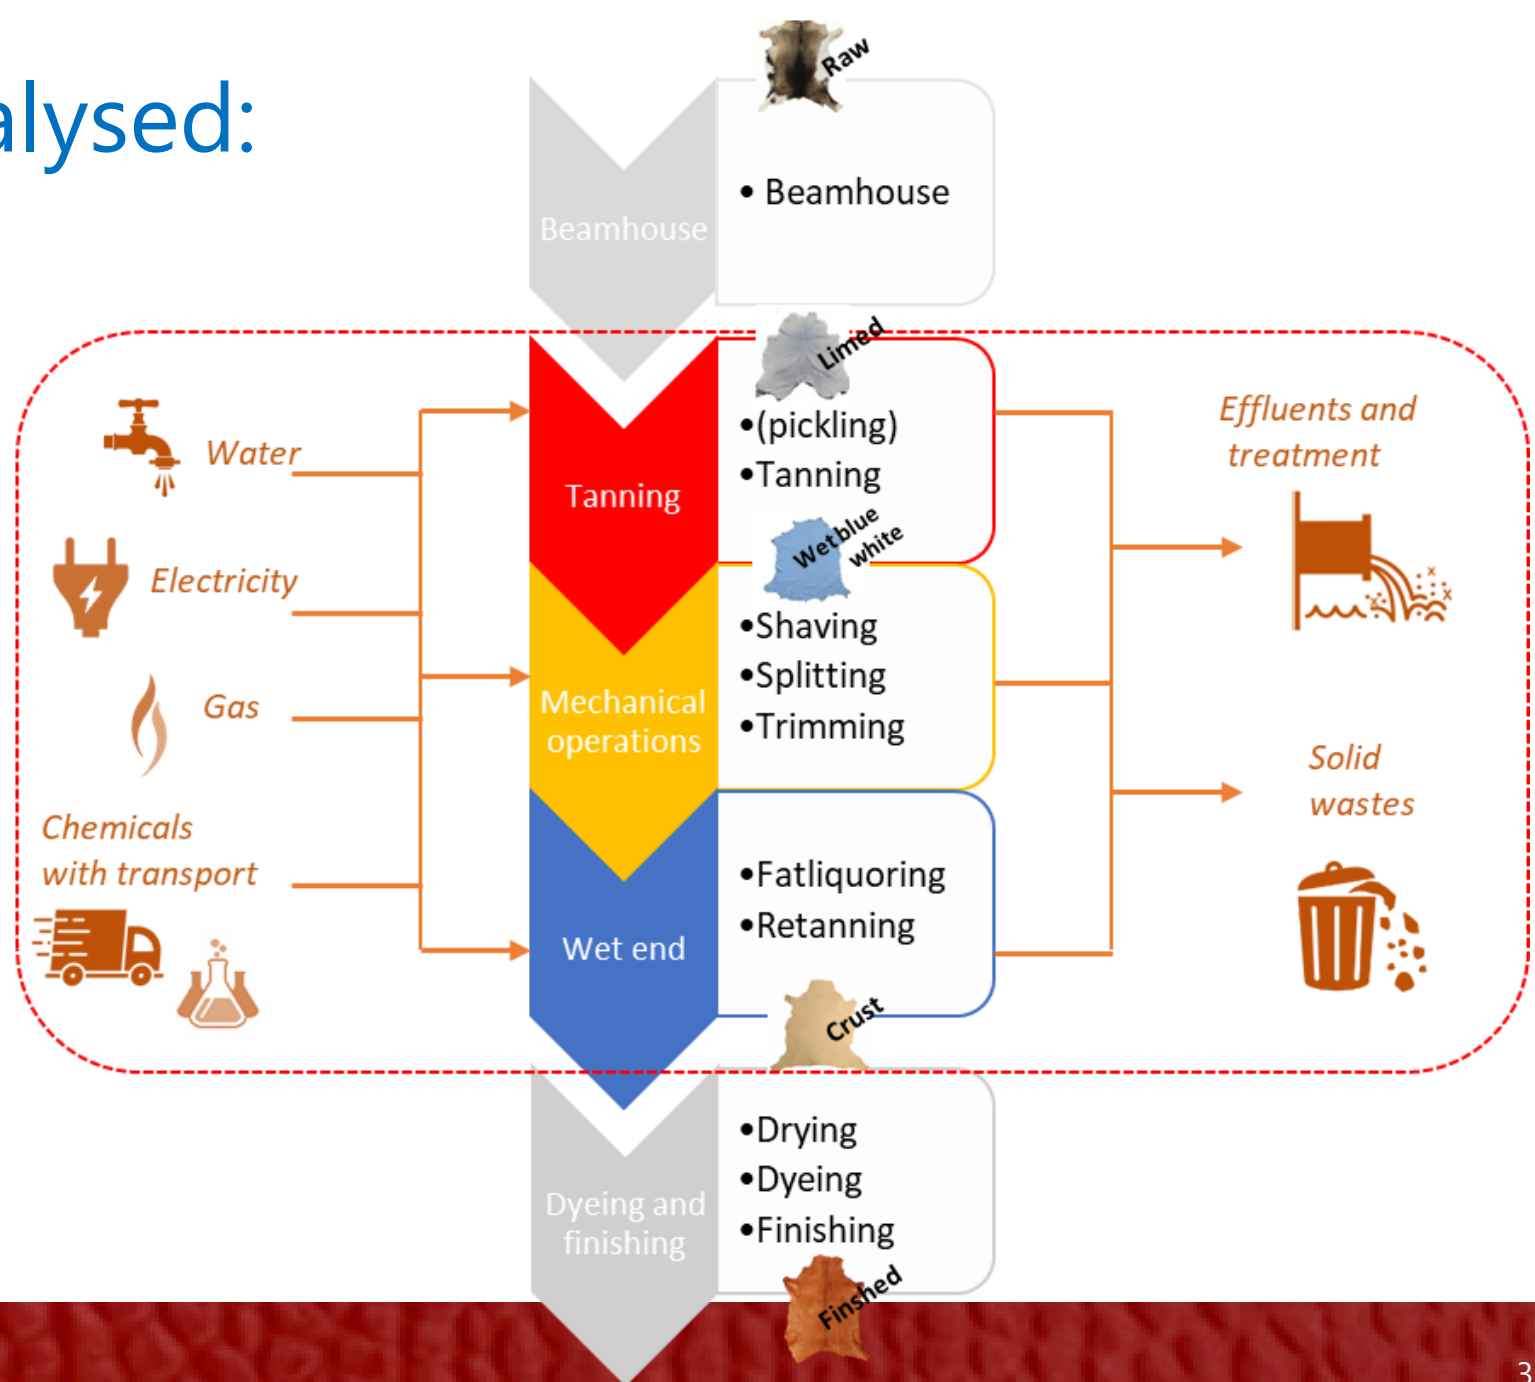 alysed:
Raw
Beamhouse
• Beamhouse
Limed
Water
Electricity
Gas
Chemicals
with transport
Tanning
•(pickling)
•Tanning
Wet blue
white
Mechanical
operations
•Shaving
•Splitting
•Trimming
Wet end
•Fatliquoring
•Retanning
Crust
Effluents and
treatment
Solid
wastes
Dyeing and
finishing
•Drying
•Dyeing
•Finishing
Finshed
3